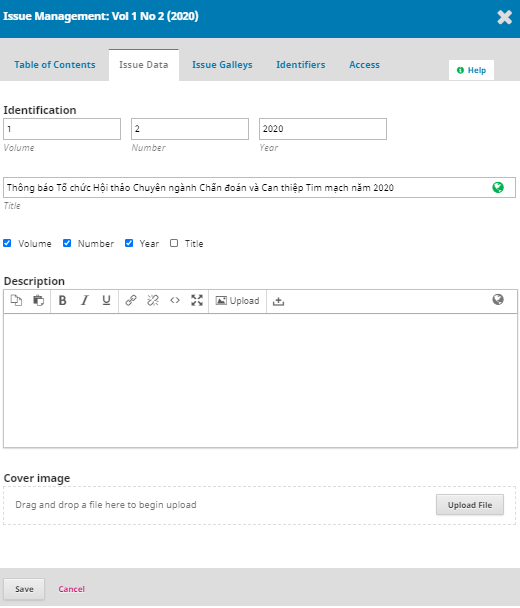 Issue Management: Vol 1 No 2 (2020)
Table of Contents Issue Data Issue Galleys Identifiers Access
Help
Identification
1 2 2020
Volume Number Year
Thông báo Tổ chức Hội thảo Chuyên ngành Chẩn đoán và Can thiệp Tim mạch năm 2020
Title
Volume Number Year Title
Description
B I U Upload
Cover image
Drag and drop a file here to begin upload Upload File
Save Cancel